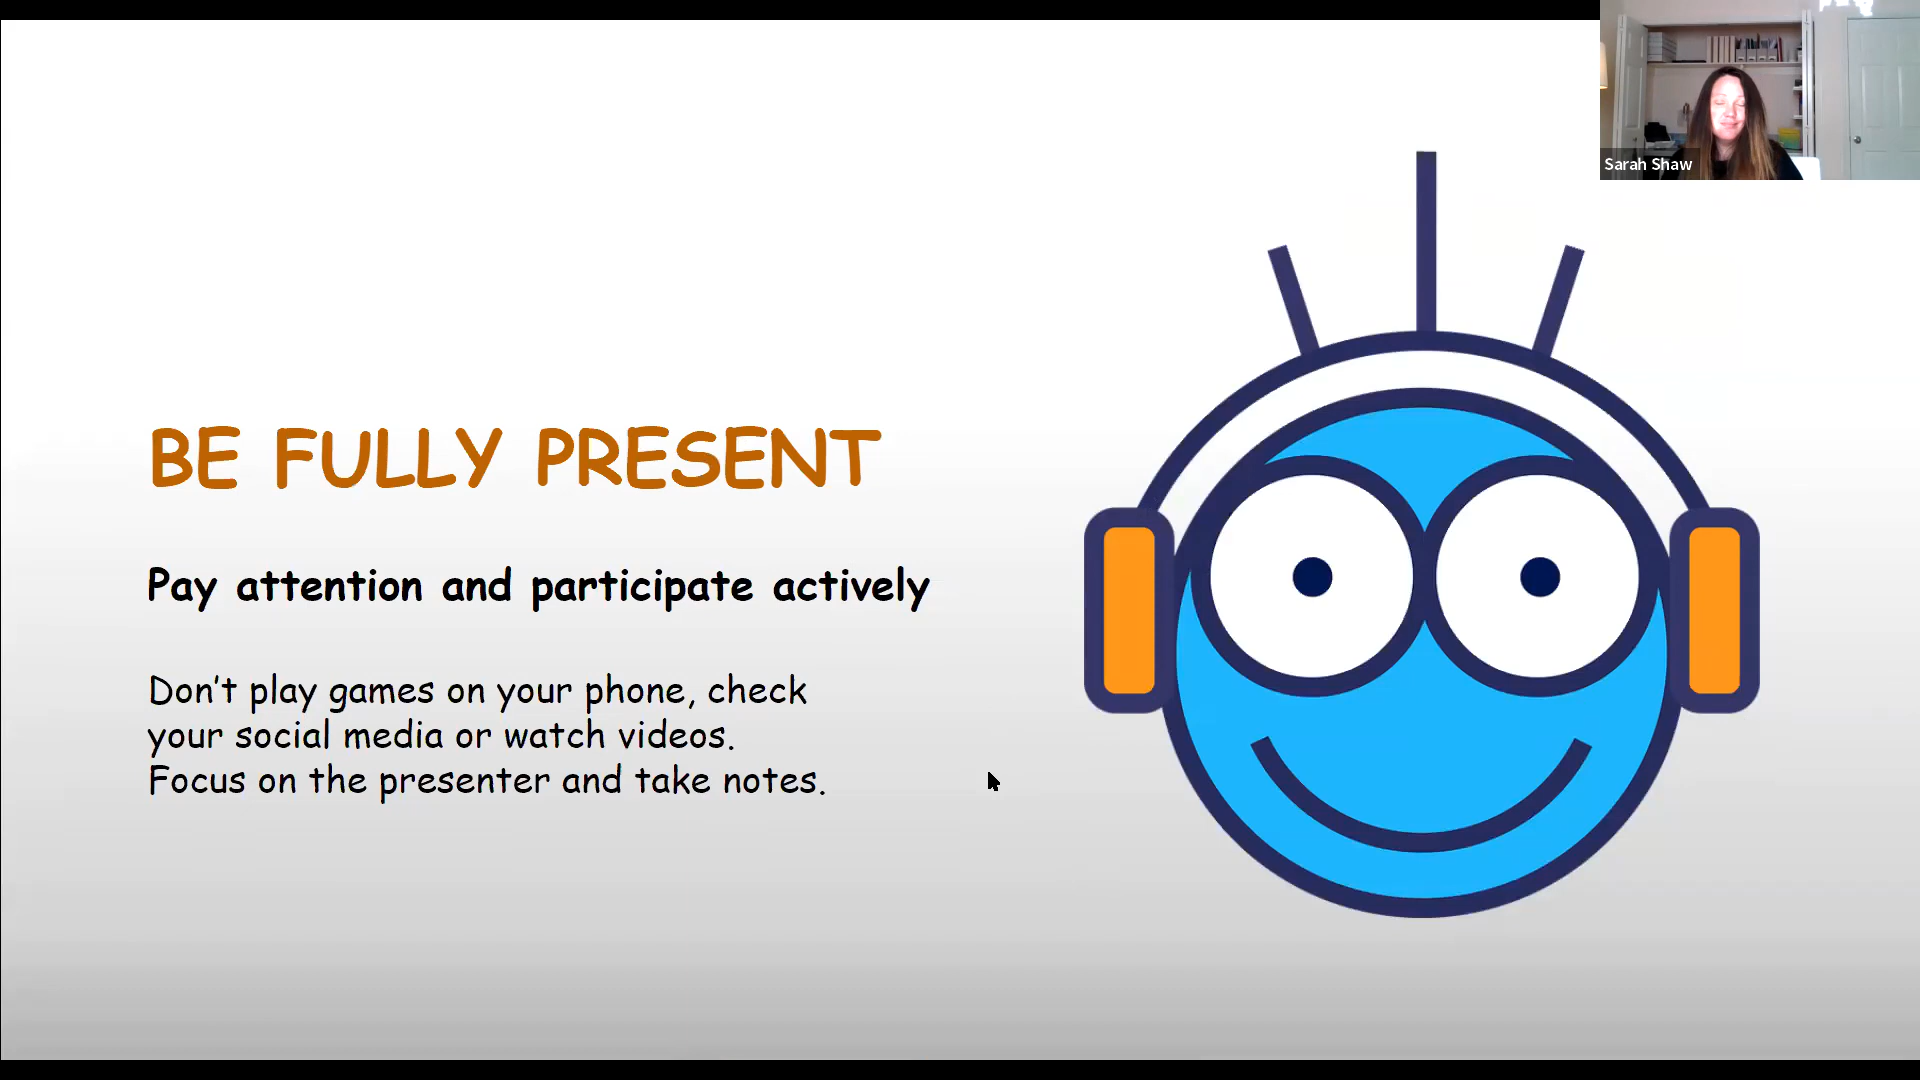 BE FULLY PRESENT
Pay attention and participate actively
Don't play games on your phone, check
your social media or watch videos.
Focus on the presenter and take notes.
Sarah Shaw